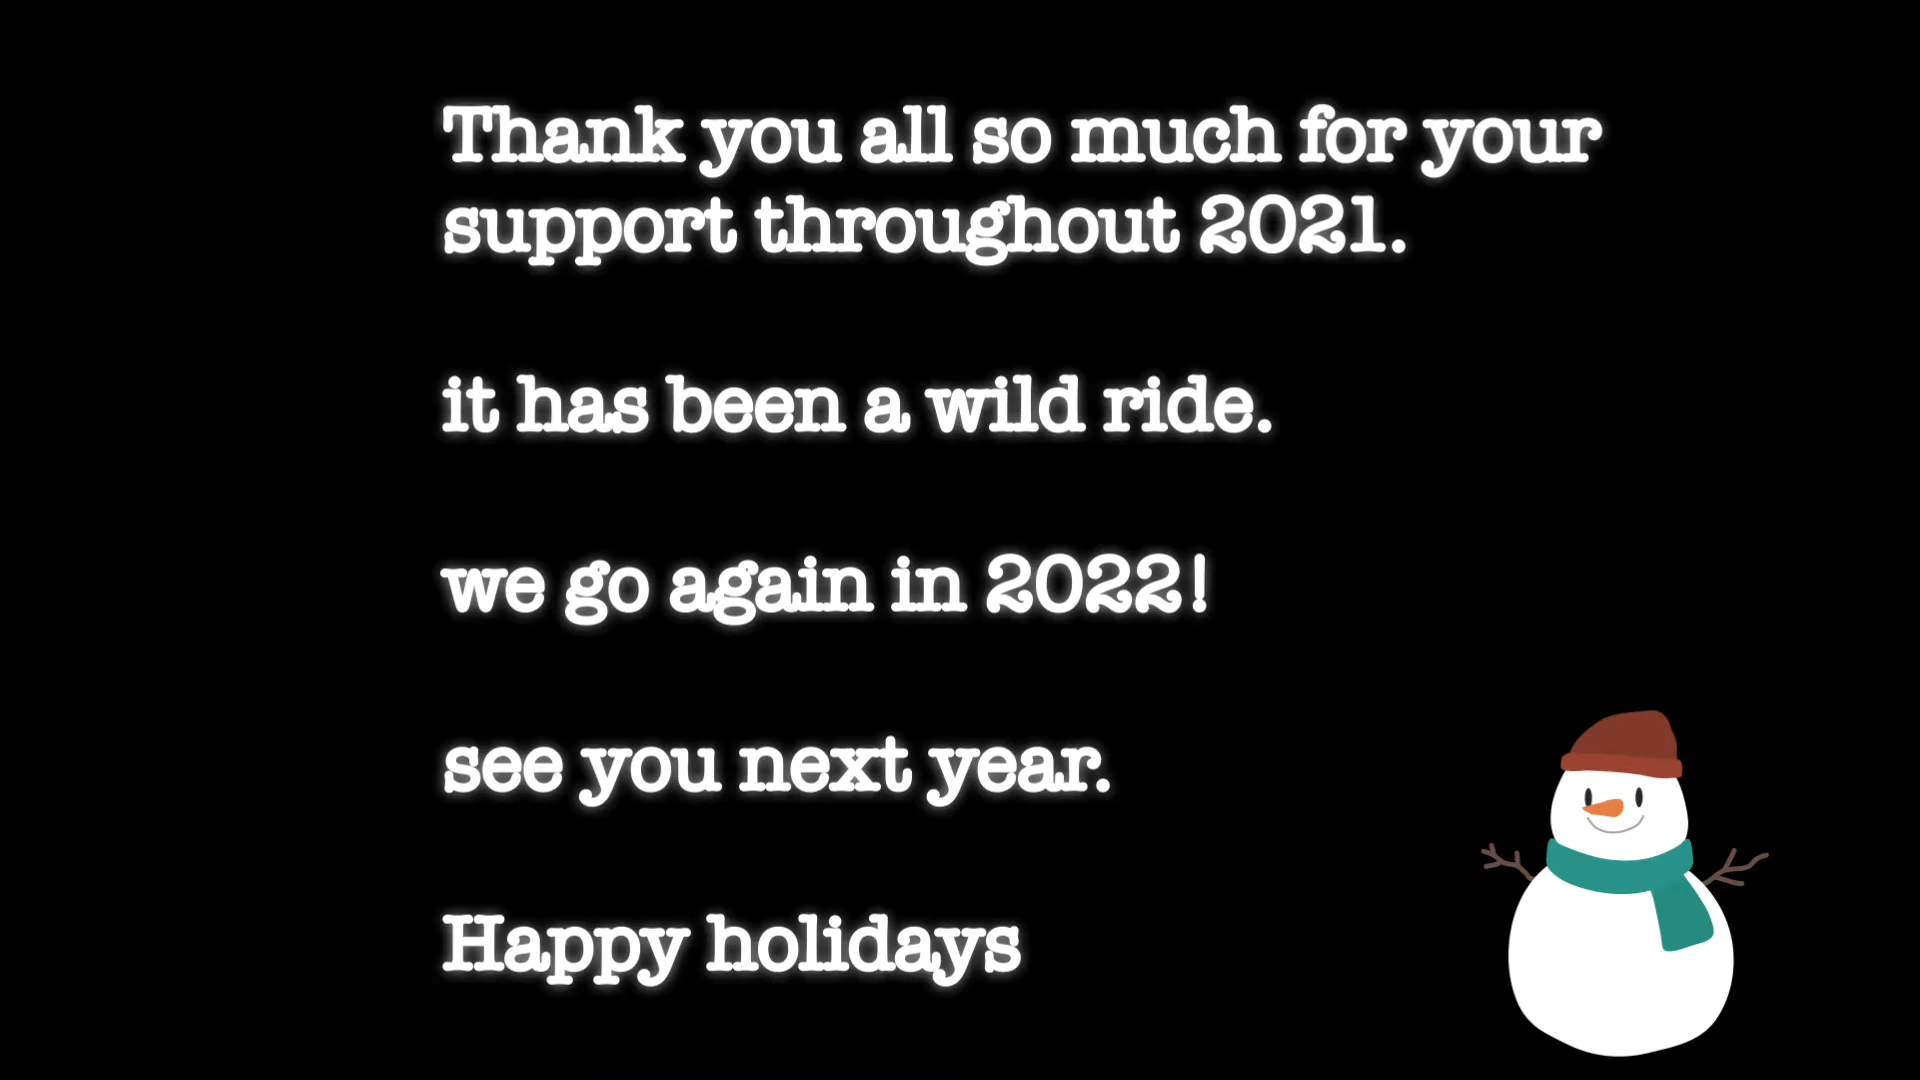 Thank you all so much for your
support throughout 2021.
it has been a wild ride.
we go again in 2022!
see you next year.
Happy holidays